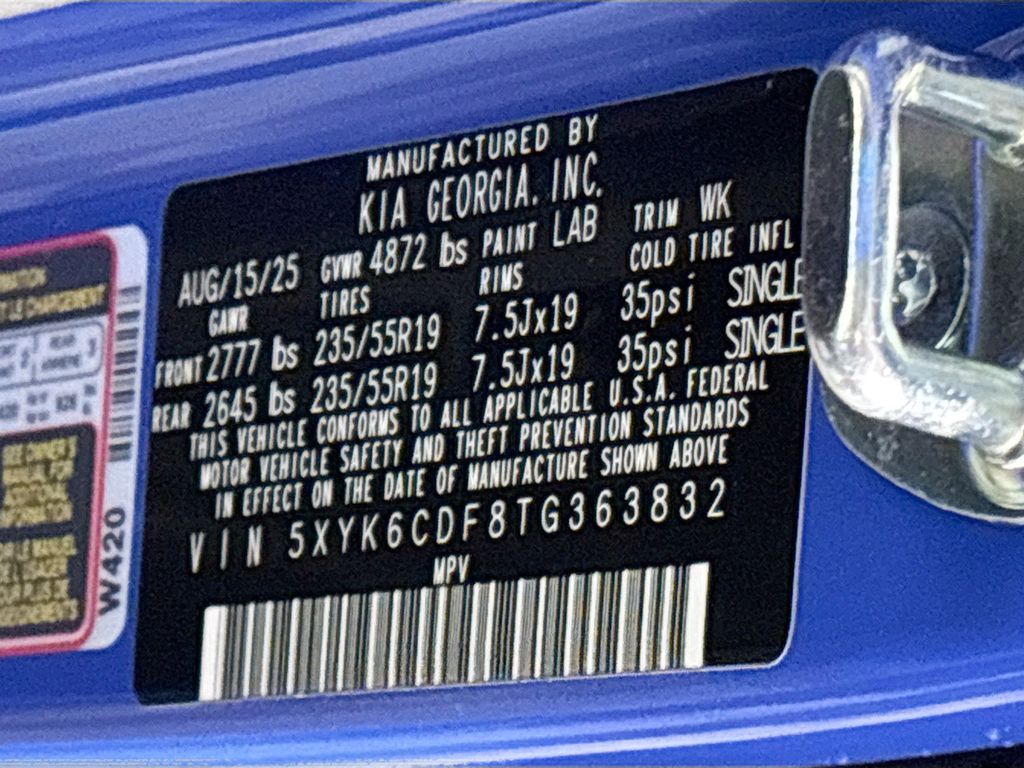 MANUFACTURED BY
KIA GEORGIA. INC.
AUG/15/25 GVWR 4872 lbs PAINT LAB TRIM WK
GAWR TIRES RIMS COLD TIRE INFL
FRONT 2777 lbs 235/55R19 7.5Jx19 35psi SINGLE
REAR 2645 lbs 235/55R19 7.5Jx19 35psi SINGLE
THIS VEHICLE CONFORMS TO ALL APPLICABLE U.S.A. FEDERAL
MOTOR VEHICLE SAFETY AND THEFT PREVENTION STANDARDS
IN EFFECT ON THE DATE OF MANUFACTURE SHOWN ABOVE
VIN 5XYK6CDF8TG363832
MPV
W420